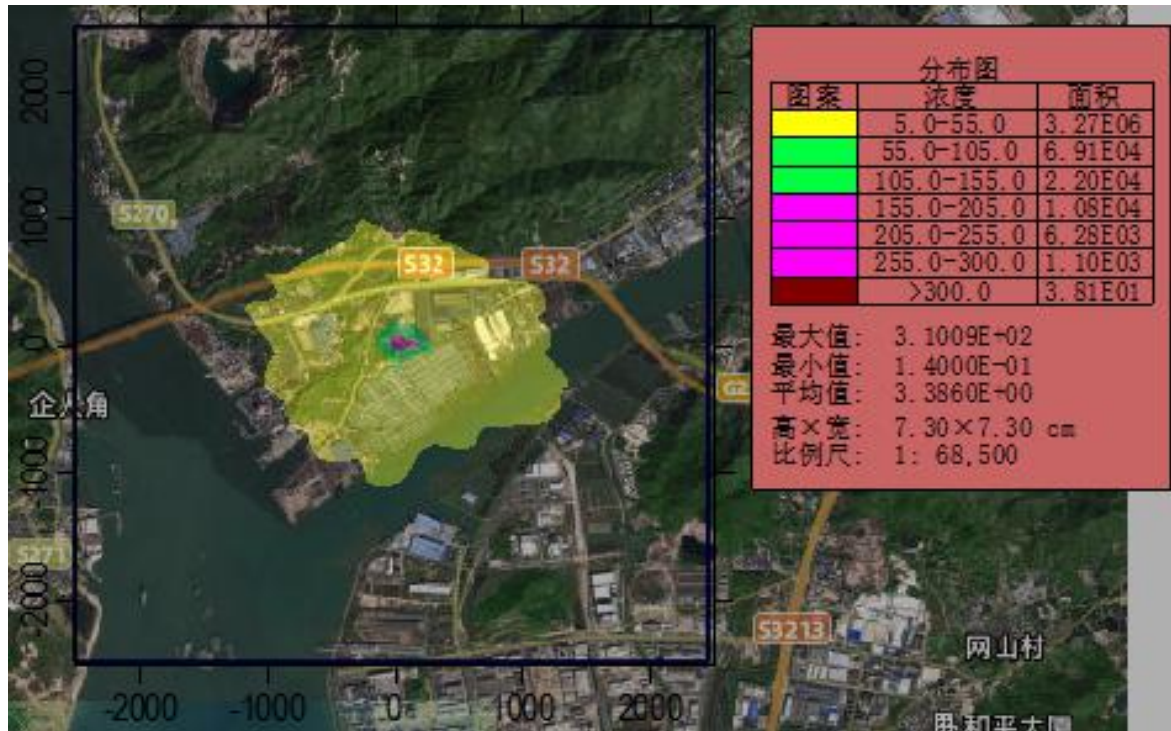 分布图
图案 浓度 面积
5.0-55.0 3.27E06
55.0-105.0 6.91E04
105.0-155.0 2.20E04
155.0-205.0 1.08E04
205.0-255.0 6.28E03
255.0-300.0 1.10E03
>300.0 3.81E01
最大值: 3.1009E+02
最小值: 1.4000E-01
平均值: 3.3860E+00
高×宽: 7.30×7.30 cm
比例尺: 1: 68,500
2000
1000
0
-1000
-2000
S270
S32
S32
企人角
S271
S3213
网山村
-2000 -1000 0 1000 2000